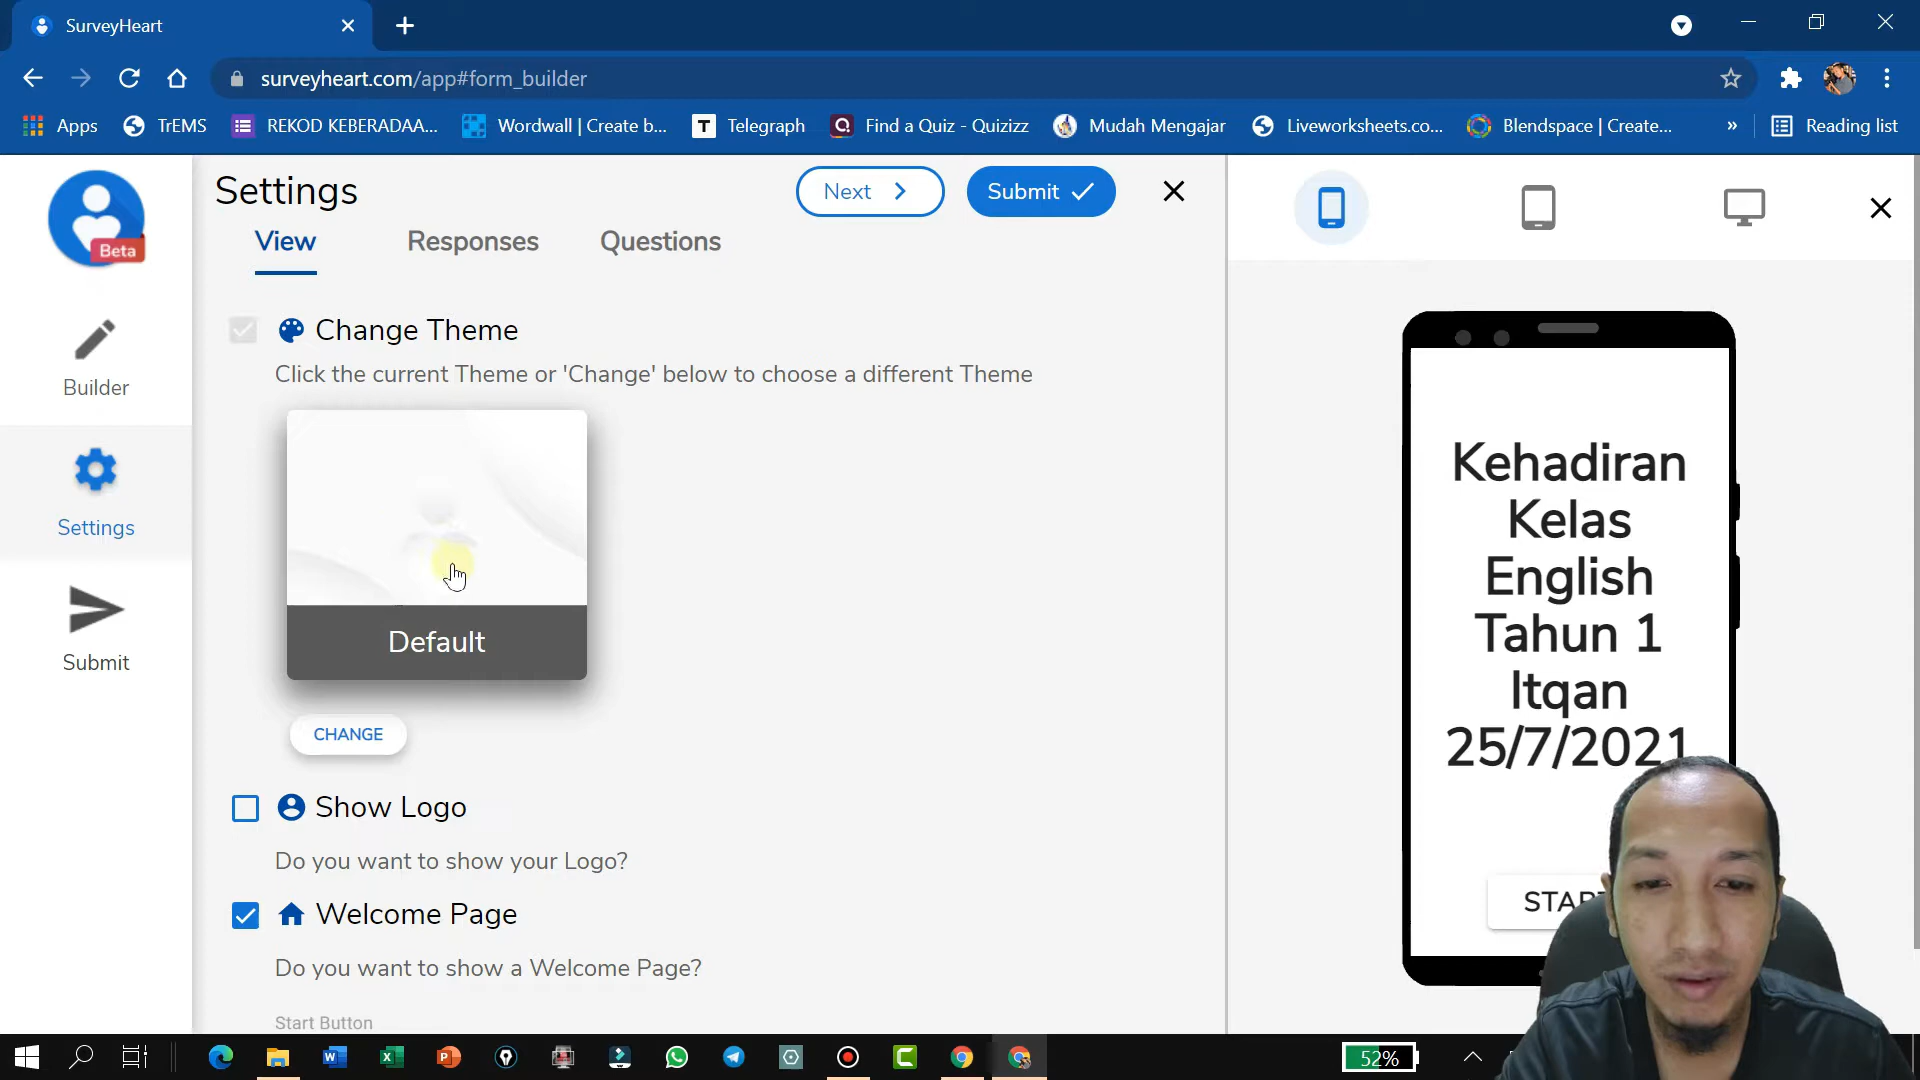 SurveyHeart
surveyheart.com/app#form_builder
Apps
TrEMS
REKOD KEBERADAA...
Wordwall | Create b...
T
Telegraph
Find a Quiz - Quizizz
Mudah Mengajar
Liveworksheets.co...
Blendspace | Create...
»
Reading list
Beta
Builder
Settings
Submit
Settings
Next
Submit
View
Responses
Questions
Change Theme
Click the current Theme or 'Change' below to choose a different Theme
Default
CHANGE
Show Logo
Do you want to show your Logo?
Welcome Page
Do you want to show a Welcome Page?
Start Button
Kehadiran
Kelas
English
Tahun 1
Itqan
25/7/2021
52%